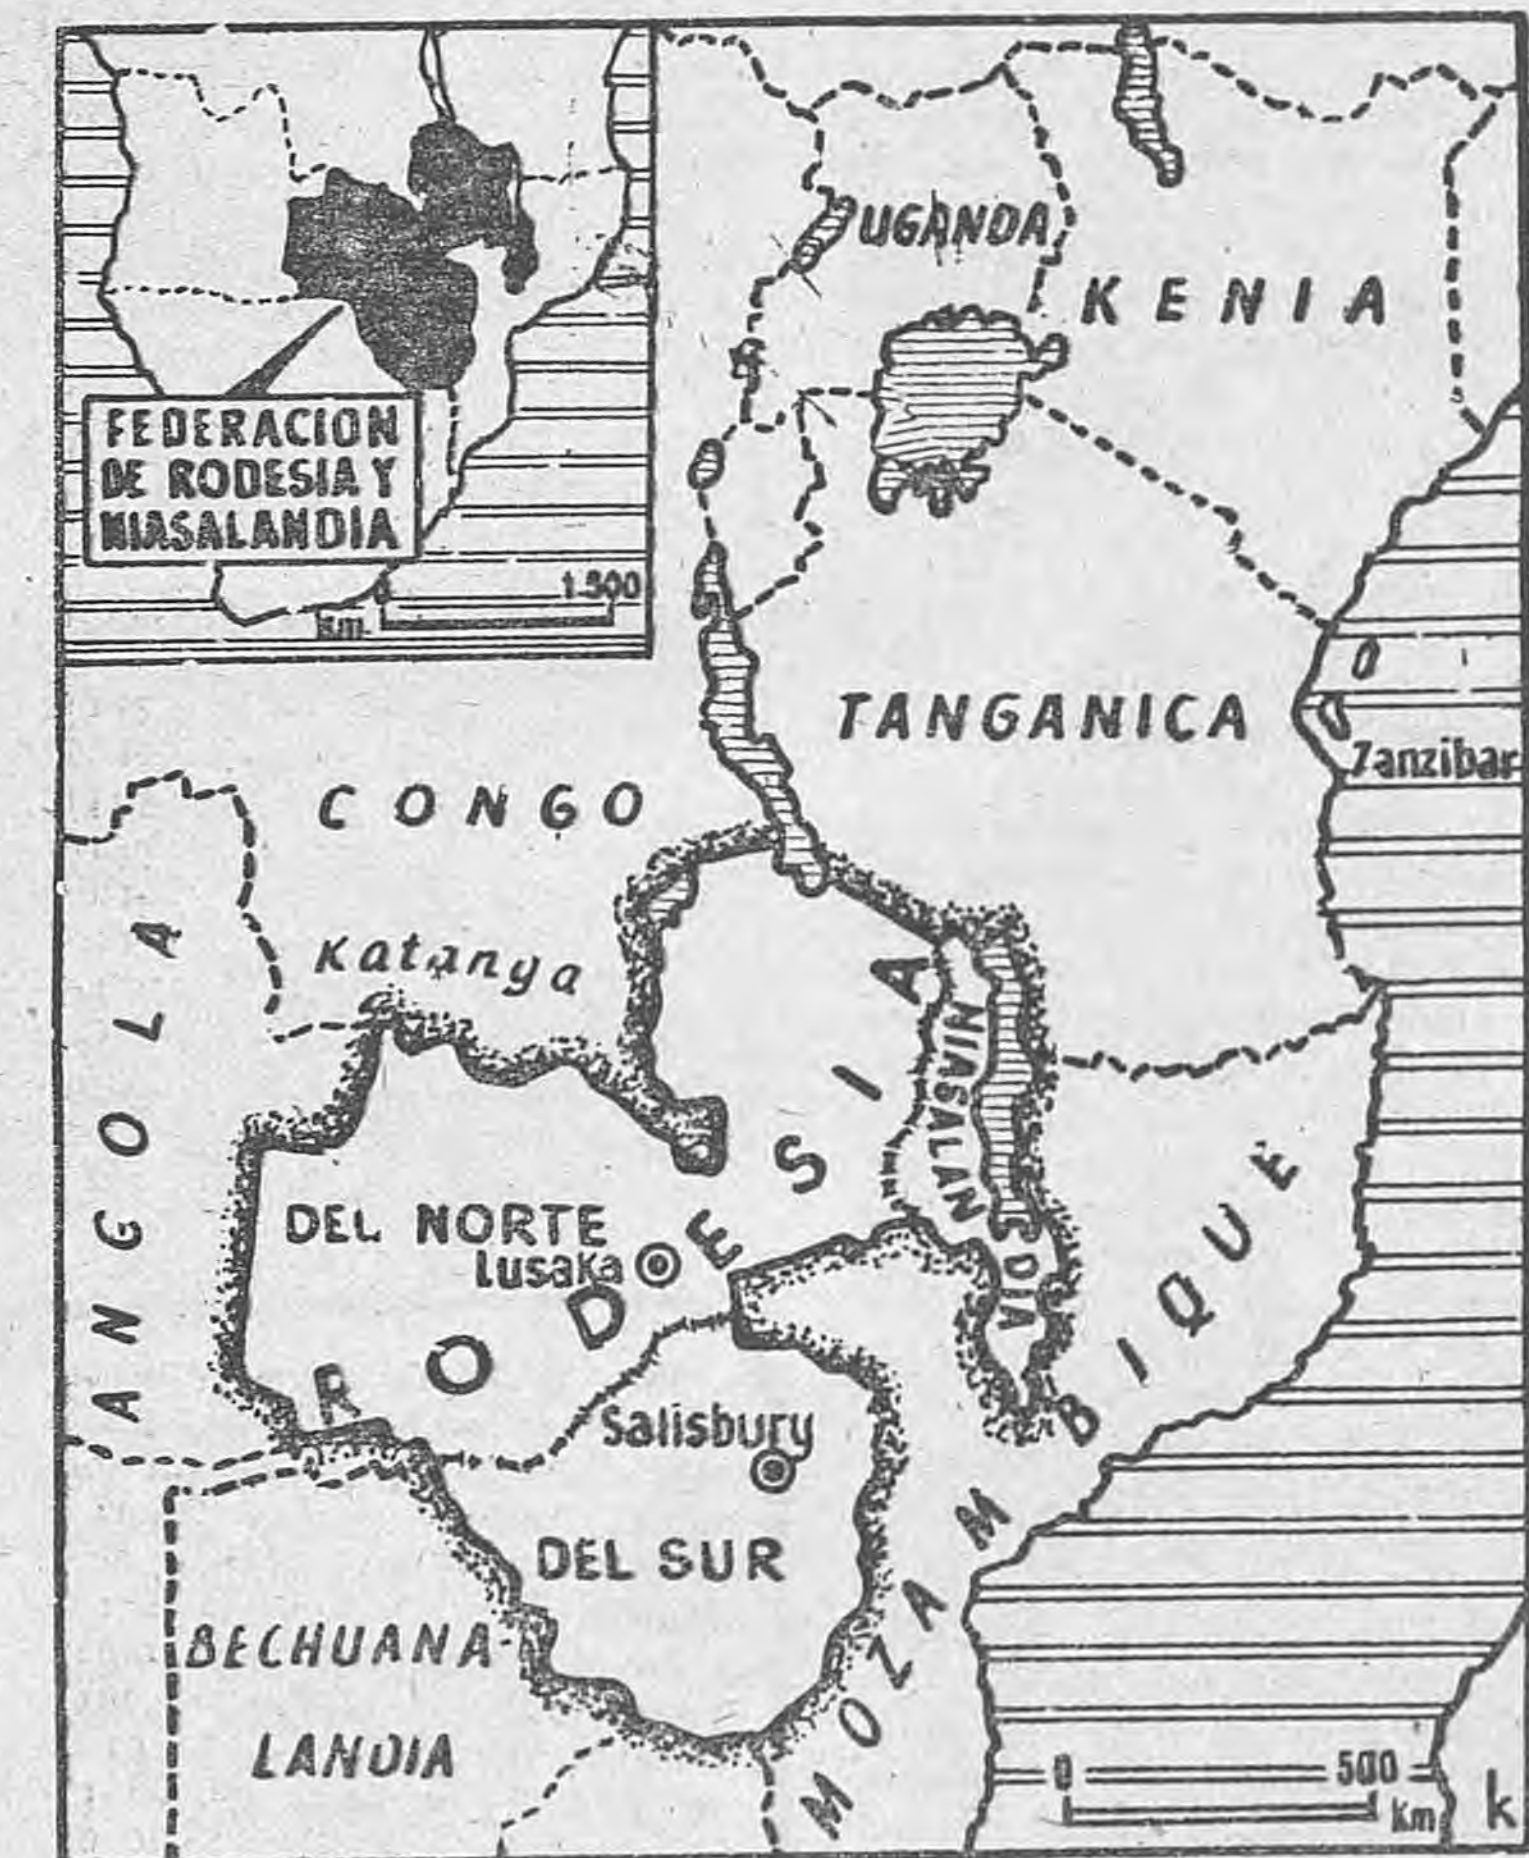 FEDERACION
DE RODESIA Y
NIASALANDIA
1.500
Km.
UGANDA
KENIA
TANGANICA
Zanzibar
CONGO
Katanya
ANGOLA
NIASALANDIA
RODESIA
DEL NORTE
Lusaka
Salisbury
DEL SUR
MOZAMBIQUE
BECHUANA-
LANDIA
0 500
Km
k